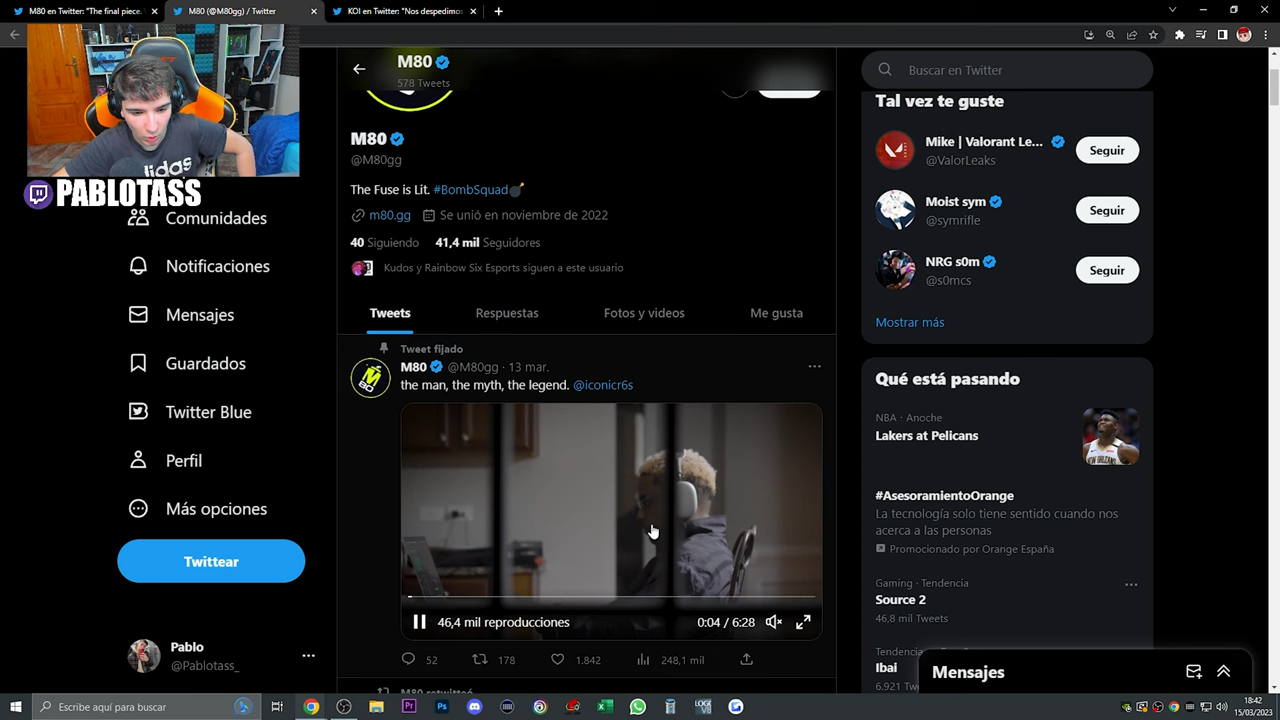 M80 en Twitter: "The final piece.
M80 (@M80gg) / Twitter
KOI en Twitter: "Nos despedimos
M80
578 Tweets
Buscar en Twitter
PABLOTASS
Comunidades
Notificaciones
Mensajes
Guardados
Twitter Blue
Perfil
Más opciones
Twittear
Pablo
@Pablotass_
M80
@M80gg
The Fuse is Lit. #BombSquad
m80.gg Se unió en noviembre de 2022
40 Siguiendo 41,4 mil Seguidores
Kudos y Rainbow Six Esports siguen a este usuario
Tweets Respuestas Fotos y videos Me gusta
Tweet fijado
M80 @M80gg · 13 mar.
the man, the myth, the legend. @iconicr6s
46,4 mil reproducciones 0:04 / 6:28
52 178 1.842 248,1 mil
M80 retwitteó
Tal vez te guste
Mike | Valorant Le...
@ValorLeaks
Seguir
Moist sym
@symrifle
Seguir
NRG s0m
@s0mcs
Seguir
Mostrar más
Qué está pasando
NBA · Anoche
Lakers at Pelicans
#AsesoramientoOrange
La tecnología solo tiene sentido cuando nos
acerca a las personas
Promocionado por Orange España
Gaming · Tendencia
Source 2
46,8 mil Tweets
Ibai
6.921 Tw
Mensajes
Escribe aquí para buscar
18:42
15/03/2023